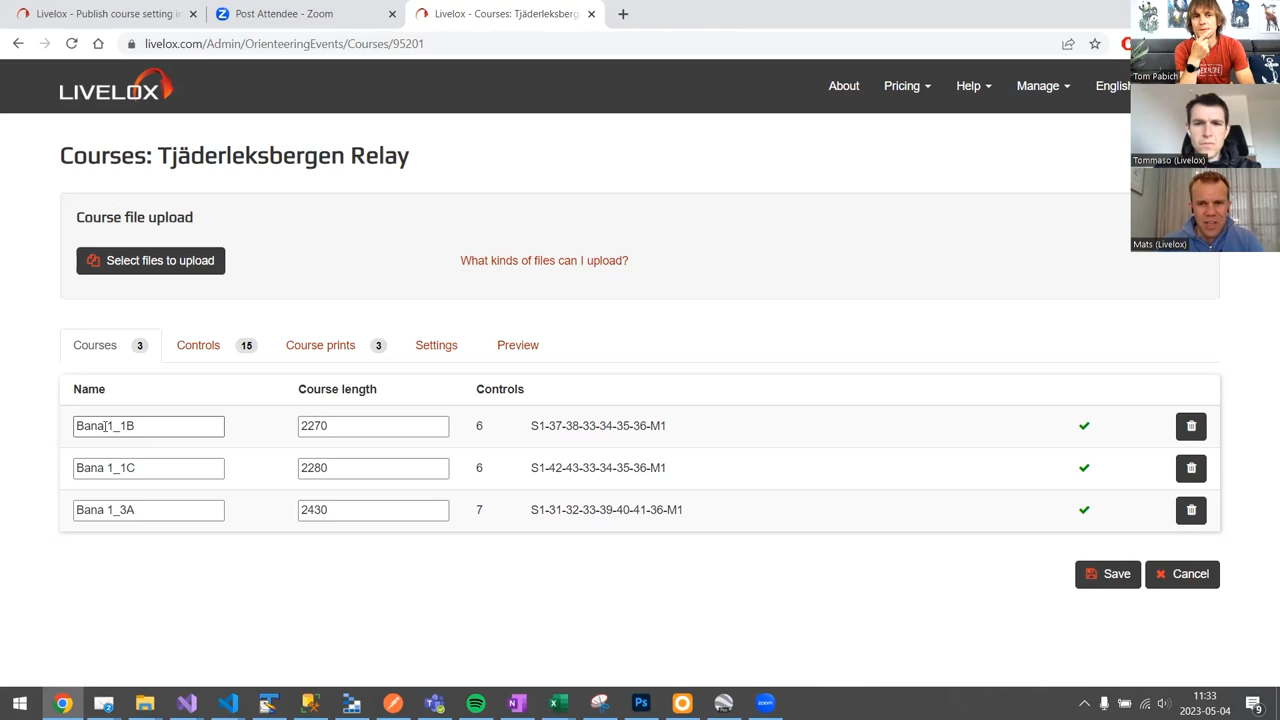 Livelox - Publish course setting i
Post Attendee - Zoom
Livelox - Courses: Tjäderleksberg
livelox.com/Admin/OrienteeringEvents/Courses/95201
LIVELOX
About
Pricing
Help
Manage
English
Tom Pabich
Tommaso (Livelox)
Mats (Livelox)
Courses: Tjäderleksbergen Relay
Course file upload
Select files to upload
What kinds of files can I upload?
Courses 3
Controls 15
Course prints 3
Settings
Preview
Name Course length Controls
Bana 1_1B 2270 6 S1-37-38-33-34-35-36-M1
Bana 1_1C 2280 6 S1-42-43-33-34-35-36-M1
Bana 1_3A 2430 7 S1-31-32-33-39-40-41-36-M1
Save
Cancel
11:33
2023-05-04
9